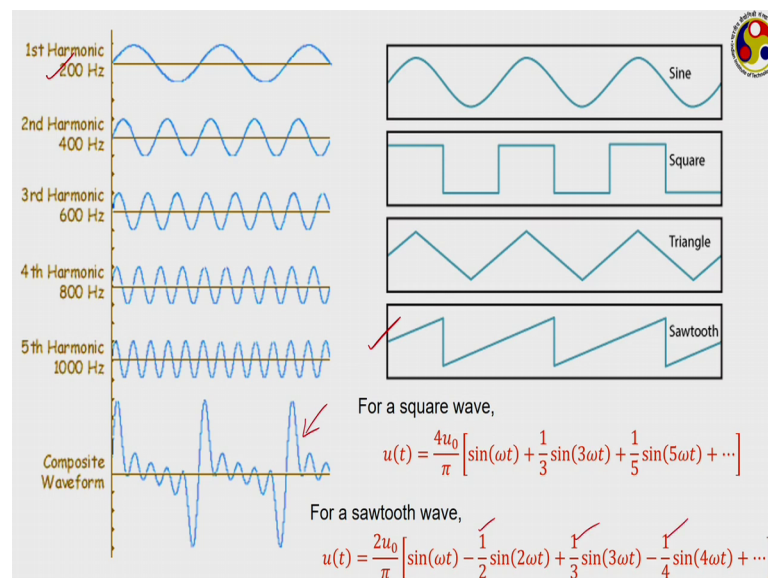 1st Harmonic
200 Hz
2nd Harmonic
400 Hz
3rd Harmonic
600 Hz
4th Harmonic
800 Hz
5th Harmonic
1000 Hz
Composite
Waveform
Sine
Square
Triangle
Sawtooth
For a square wave,
u(t) = 4u₀/π [sin(ωt) + 1/3 sin(3ωt) + 1/5 sin(5ωt) + ⋯]
For a sawtooth wave,
u(t) = 2u₀/π [sin(ωt) − 1/2 sin(2ωt) + 1/3 sin(3ωt) − 1/4 sin(4ωt) + ⋯